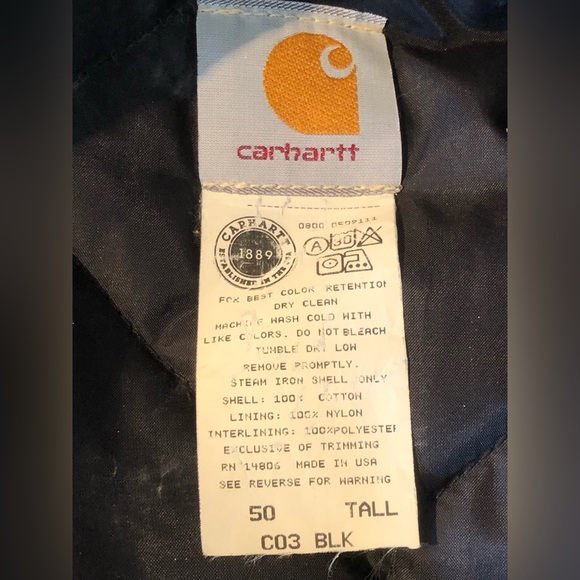 carhartt
0800
CARHARTT
1889
ESTABLISHED IN THE USA
A 30
FOR BEST COLOR RETENTION
DRY CLEAN
MACHINE WASH COLD WITH
LIKE COLORS. DO NOT BLEACH
TUMBLE DRY LOW
REMOVE PROMPTLY.
STEAM IRON SHELL ONLY
SHELL: 100% COTTON
LINING: 100% NYLON
INTERLINING: 100%POLYESTER
EXCLUSIVE OF TRIMMING
RN 14806 MADE IN USA
SEE REVERSE FOR WARNING
50 TALL
C03 BLK